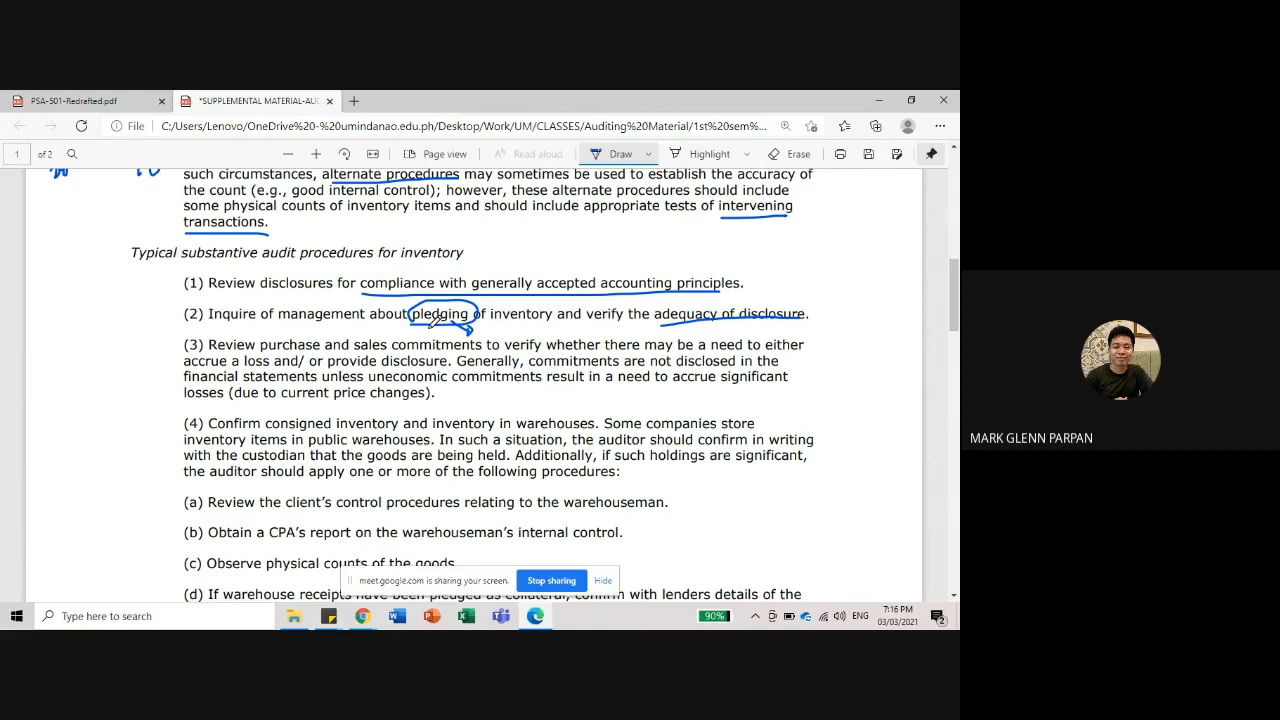 PSA-501-Redrafted.pdf
*SUPPLEMENTAL MATERIAL-AUD
File
C:/Users/Lenovo/OneDrive%20-%20umindanao.edu.ph/Desktop/Work/UM/CLASSES/Auditing%20Material/1st%20sem%...
1 of 2
Page view
Read aloud
Draw
Highlight
Erase
such circumstances, alternate procedures may sometimes be used to establish the accuracy of
the count (e.g., good internal control); however, these alternate procedures should include
some physical counts of inventory items and should include appropriate tests of intervening
transactions.
Typical substantive audit procedures for inventory
(1) Review disclosures for compliance with generally accepted accounting principles.
(2) Inquire of management about pledging of inventory and verify the adequacy of disclosure.
(3) Review purchase and sales commitments to verify whether there may be a need to either
accrue a loss and/ or provide disclosure. Generally, commitments are not disclosed in the
financial statements unless uneconomic commitments result in a need to accrue significant
losses (due to current price changes).
(4) Confirm consigned inventory and inventory in warehouses. Some companies store
inventory items in public warehouses. In such a situation, the auditor should confirm in writing
with the custodian that the goods are being held. Additionally, if such holdings are significant,
the auditor should apply one or more of the following procedures:
(a) Review the client's control procedures relating to the warehouseman.
(b) Obtain a CPA's report on the warehouseman's internal control.
(c) Observe physical counts of the goods.
(d) If warehouse receipts have been pledged as collateral, confirm with lenders details of the
meet.google.com is sharing your screen.
Stop sharing
Hide
MARK GLENN PARPAN
Type here to search
90%
ENG
7:16 PM
03/03/2021
2